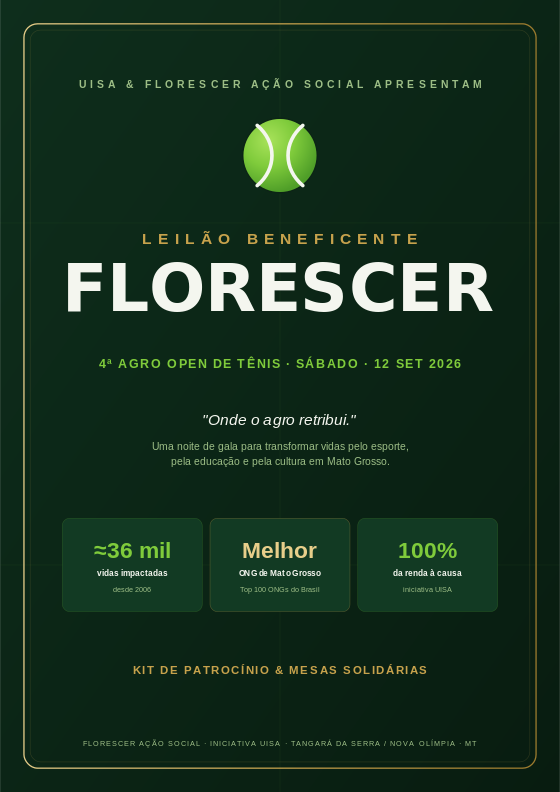 UISA & FLORESCER AÇÃO SOCIAL APRESENTAM
LEILÃO BENEFICENTE
FLORESCER
4ª AGRO OPEN DE TÊNIS · SÁBADO · 12 SET 2026
"Onde o agro retribui."
Uma noite de gala para transformar vidas pelo esporte,
pela educação e pela cultura em Mato Grosso.
≈36 mil
vidas impactadas
desde 2006
Melhor
ONG de Mato Grosso
Top 100 ONGs do Brasil
100%
da renda à causa
iniciativa UISA
KIT DE PATROCÍNIO & MESAS SOLIDÁRIAS
FLORESCER AÇÃO SOCIAL · INICIATIVA UISA · TANGARÁ DA SERRA / NOVA OLÍMPIA · MT